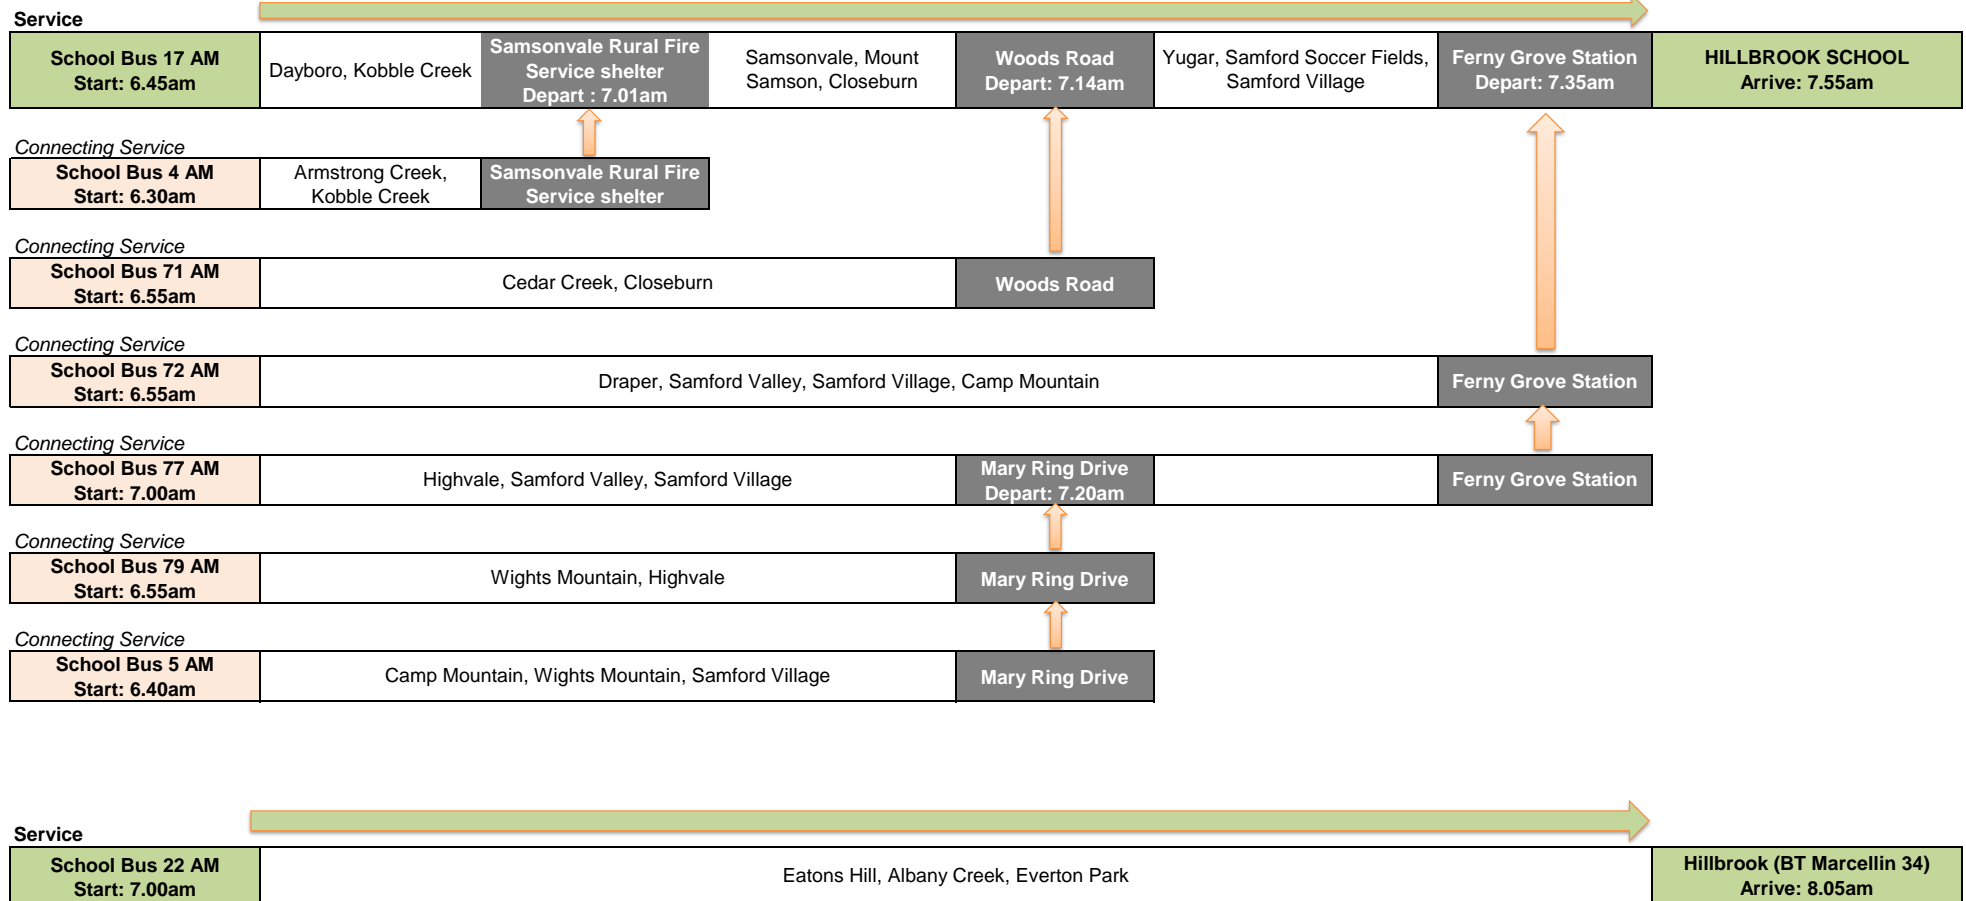 Service
School Bus 17 AM
Start: 6.45am
Dayboro, Kobble Creek
Samsonvale Rural Fire
Service shelter
Depart : 7.01am
Samsonvale, Mount
Samson, Closeburn
Woods Road
Depart: 7.14am
Yugar, Samford Soccer Fields,
Samford Village
Ferny Grove Station
Depart: 7.35am
HILLBROOK SCHOOL
Arrive: 7.55am
Connecting Service
School Bus 4 AM
Start: 6.30am
Armstrong Creek,
Kobble Creek
Samsonvale Rural Fire
Service shelter
Connecting Service
School Bus 71 AM
Start: 6.55am
Cedar Creek, Closeburn
Woods Road
Connecting Service
School Bus 72 AM
Start: 6.55am
Draper, Samford Valley, Samford Village, Camp Mountain
Ferny Grove Station
Connecting Service
School Bus 77 AM
Start: 7.00am
Highvale, Samford Valley, Samford Village
Mary Ring Drive
Depart: 7.20am
Ferny Grove Station
Connecting Service
School Bus 79 AM
Start: 6.55am
Wights Mountain, Highvale
Mary Ring Drive
Connecting Service
School Bus 5 AM
Start: 6.40am
Camp Mountain, Wights Mountain, Samford Village
Mary Ring Drive
Service
School Bus 22 AM
Start: 7.00am
Eatons Hill, Albany Creek, Everton Park
Hillbrook (BT Marcellin 34)
Arrive: 8.05am